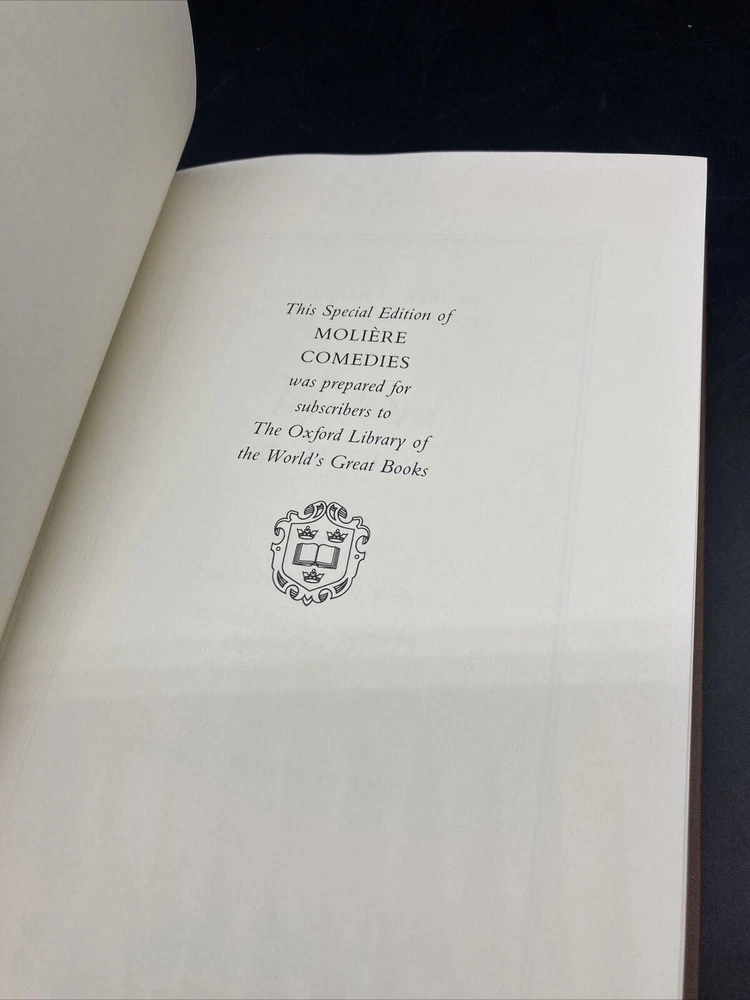 This Special Edition of
MOLIÈRE
COMEDIES
was prepared for
subscribers to
The Oxford Library of
the World's Great Books